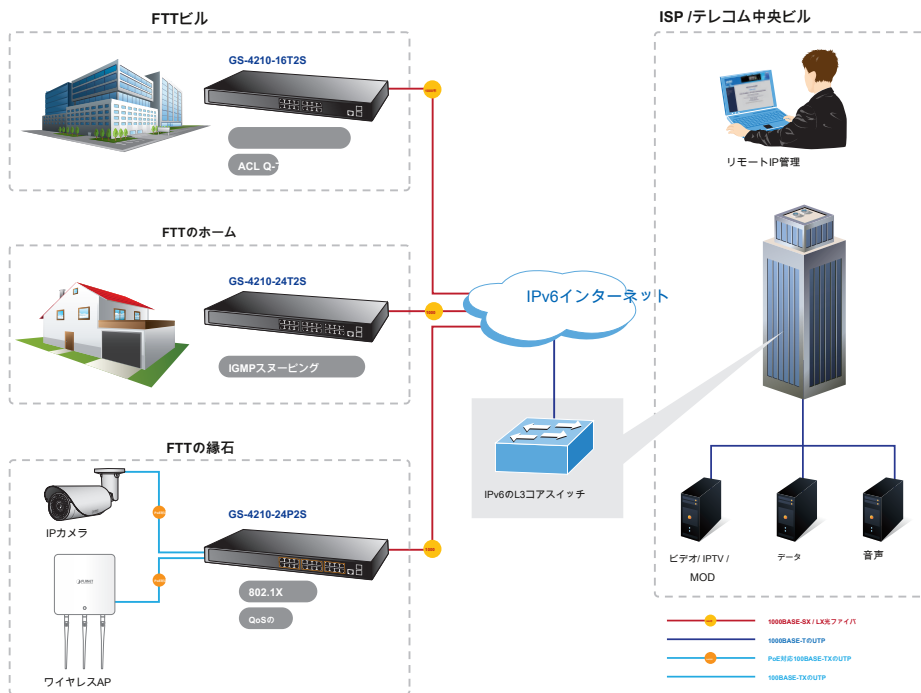 FTTビル
ISP /テレコム中央ビル
GS-4210-16T2S
ACL Q-
リモートIP管理
FTTのホーム
GS-4210-24T2S
IPv6インターネット
IGMPスヌーピング
FTTの縁石
IPv6のL3コアスイッチ
GS-4210-24P2S
IPカメラ
802.1X
QoSの
ワイヤレスAP
ビデオ/ IPTV /
MOD
データ
音声
1000BASE-SX / LX光ファイバ
1000BASE-TのUTP
PoE対応100BASE-TXのUTP
100BASE-TXのUTP